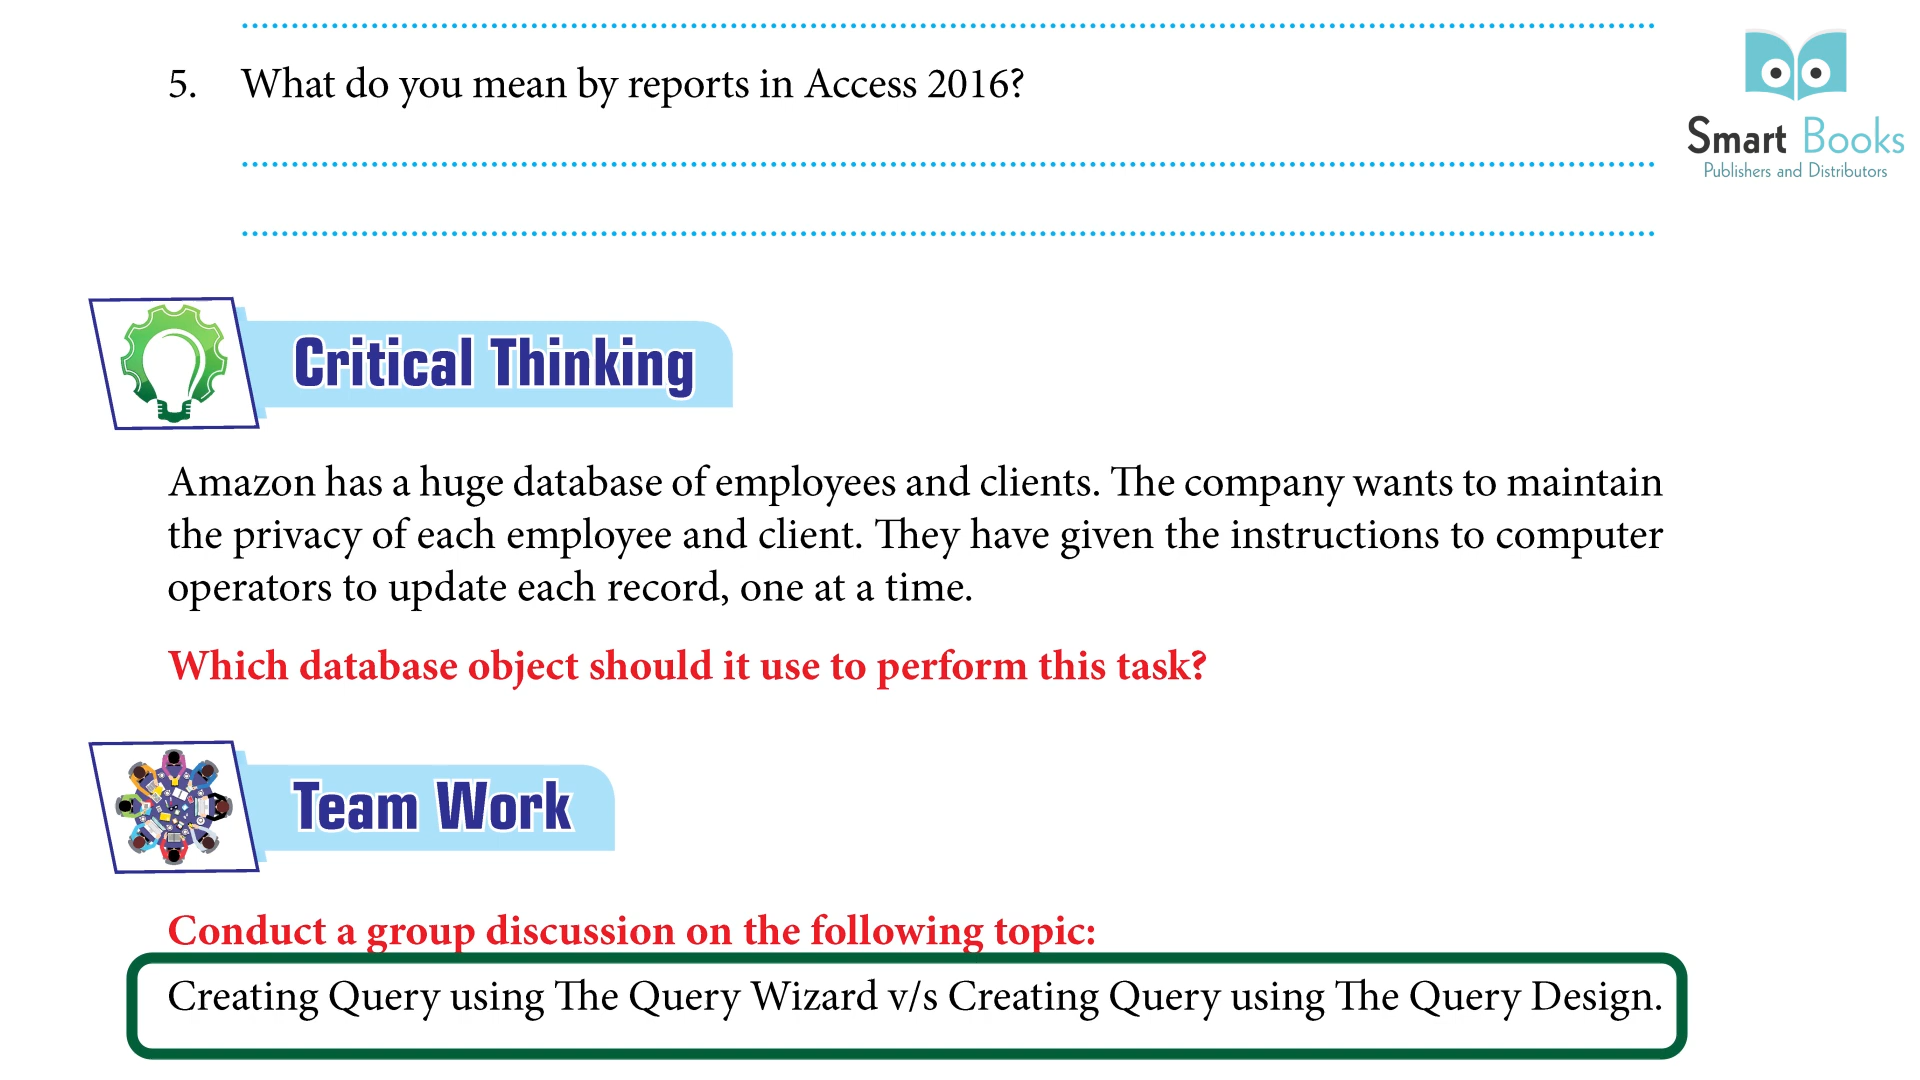 5. What do you mean by reports in Access 2016?
Smart Books
Publishers and Distributors
Critical Thinking
Amazon has a huge database of employees and clients. The company wants to maintain
the privacy of each employee and client. They have given the instructions to computer
operators to update each record, one at a time.
Which database object should it use to perform this task?
Team Work
Conduct a group discussion on the following topic:
Creating Query using The Query Wizard v/s Creating Query using The Query Design.